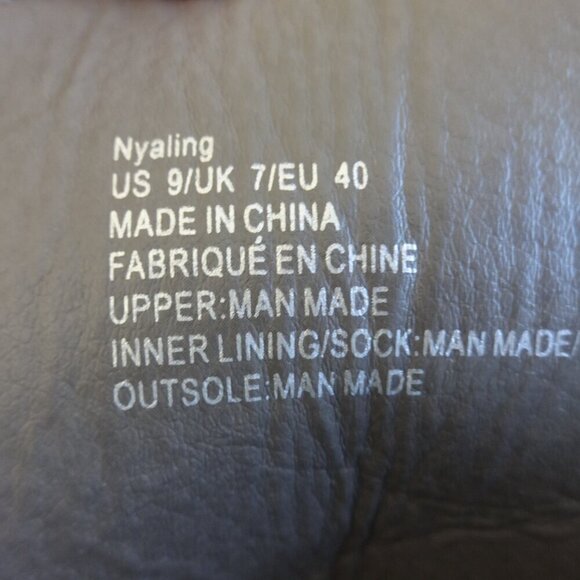 Nyaling
US 9/UK 7/EU 40
MADE IN CHINA
FABRIQUÉ EN CHINE
UPPER:MAN MADE
INNER LINING/SOCK:MAN MADE/
OUTSOLE:MAN MADE